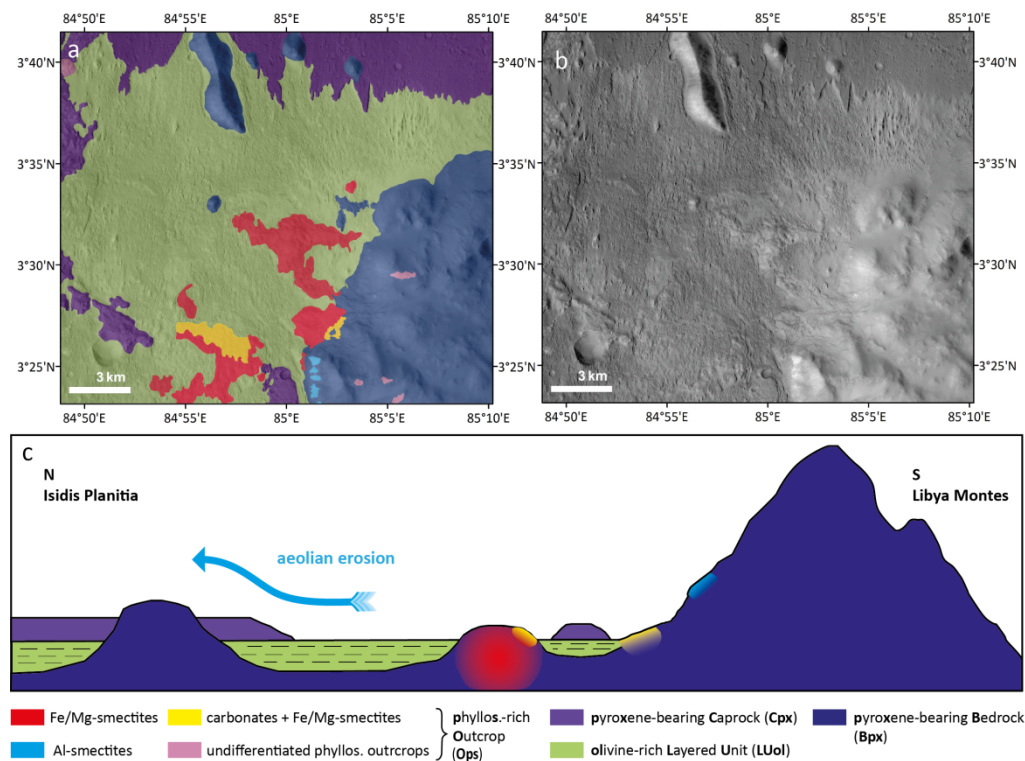 84°50'E 84°55'E 85°E 85°5'E 85°10'E
84°50'E 84°55'E 85°E 85°5'E 85°10'E
a
b
3°40'N
3°40'N
3°35'N
3°35'N
3°30'N
3°30'N
3°25'N
3°25'N
3 km
3 km
84°50'E 84°55'E 85°E 85°5'E 85°10'E
84°50'E 84°55'E 85°E 85°5'E 85°10'E
c
N
Isidis Planitia
S
Libya Montes
aeolian erosion
Fe/Mg-smectites
carbonates + Fe/Mg-smectites
Al-smectites
undifferentiated phyllos. outrcrops
phyllos.-rich
Outcrop
(Ops)
pyroxene-bearing Caprock (Cpx)
olivine-rich Layered Unit (LUol)
pyroxene-bearing Bedrock
(Bpx)